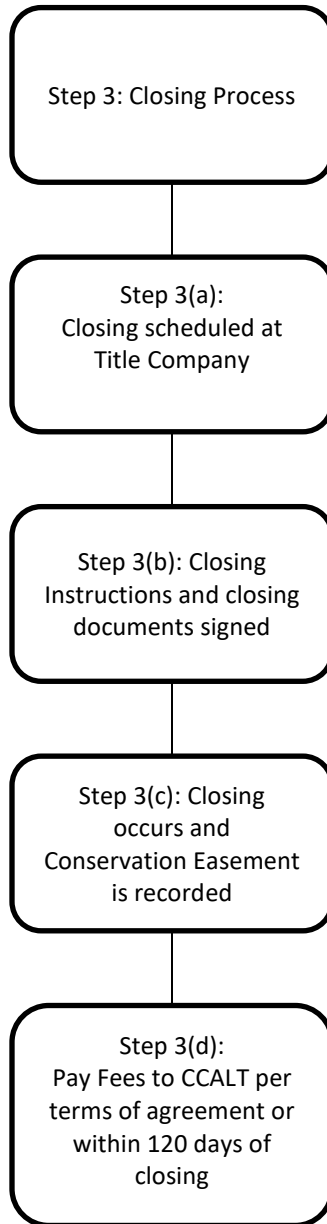 Step 3: Closing Process
Step 3(a):
Closing scheduled at
Title Company
Step 3(b): Closing
Instructions and closing
documents signed
Step 3(c): Closing
occurs and
Conservation Easement
is recorded
Step 3(d):
Pay Fees to CCALT per
terms of agreement or
within 120 days of
closing